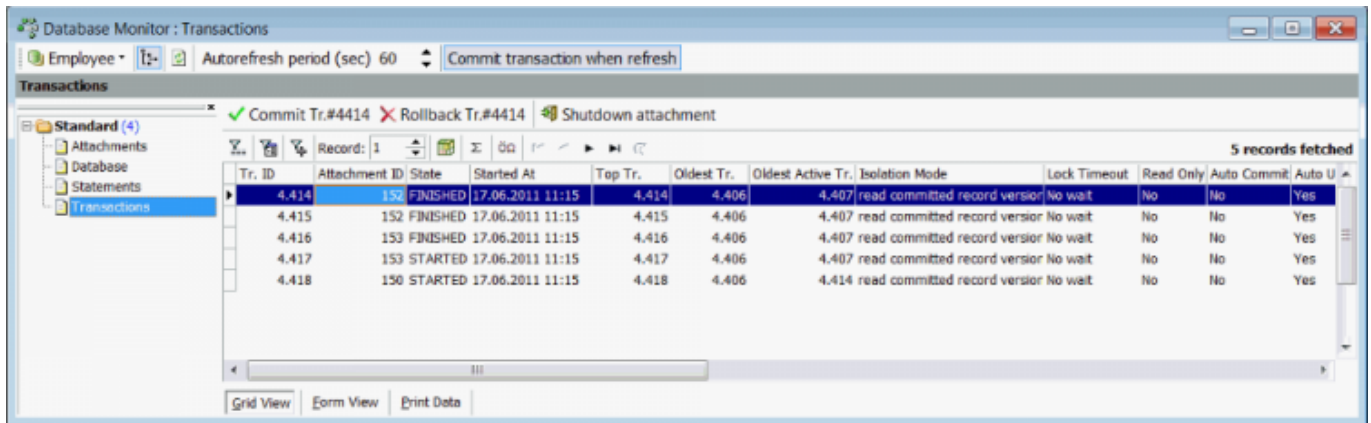 Database Monitor : Transactions
Employee Autorefresh period (sec) 60 Commit transaction when refresh
Transactions
Standard (4)
Attachments
Database
Statements
Transactions
Commit Tr.#4414 Rollback Tr.#4414 Shutdown attachment
Record: 1 Σ öΩ 5 records fetched
Tr. ID Attachment ID State Started At Top Tr. Oldest Tr. Oldest Active Tr. Isolation Mode Lock Timeout Read Only Auto Commit Auto U
4.414 152 FINISHED 17.06.2011 11:15 4.414 4.406 4.407 read committed record version No wait No No Yes
4.415 152 FINISHED 17.06.2011 11:15 4.415 4.406 4.407 read committed record version No wait No No Yes
4.416 153 FINISHED 17.06.2011 11:15 4.416 4.406 4.407 read committed record version No wait No No Yes
4.417 153 STARTED 17.06.2011 11:15 4.417 4.406 4.407 read committed record version No wait No No Yes
4.418 150 STARTED 17.06.2011 11:15 4.418 4.406 4.414 read committed record version No wait No No Yes
Grid View Form View Print Data